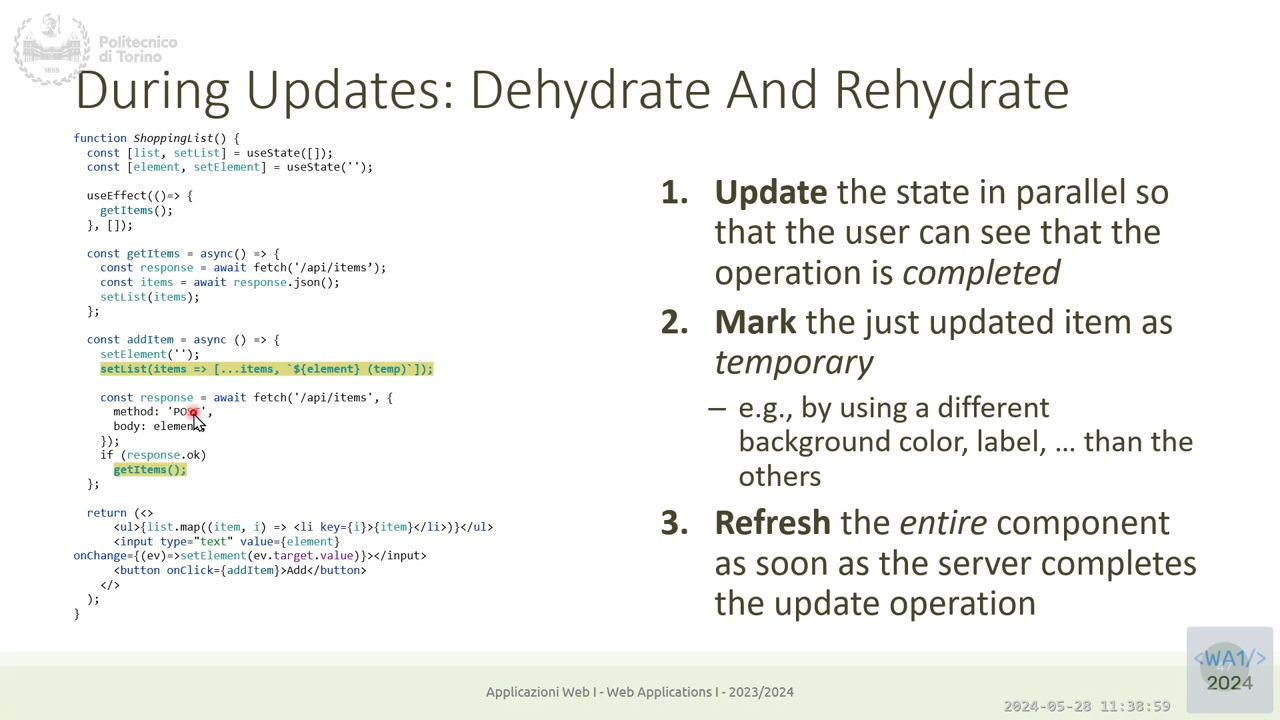 Politecnico
di Torino
1859
During Updates: Dehydrate And Rehydrate
function ShoppingList() {
const [list, setList] = useState([]);
const [element, setElement] = useState('');
useEffect(()=> {
getItems();
}, []);
const getItems = async() => {
const response = await fetch('/api/items’);
const items = await response.json();
setList(items);
};
const addItem = async () => {
setElement('');
setList(items => [...items, `${element} (temp)`]);
const response = await fetch('/api/items', {
method: 'PO
body: elemen
});
if (response.ok)
getItems();
};
return (<>
<ul>{list.map((item, i) => <li key={i}>{item}</li>)}</ul>
<input type="text" value={element}
onChange={(ev)=>setElement(ev.target.value)}></input>
<button onClick={addItem}>Add</button>
</>
);
}
1. Update the state in parallel so
that the user can see that the
operation is completed
2. Mark the just updated item as
temporary
– e.g., by using a different
background color, label, … than the
others
3. Refresh the entire component
as soon as the server completes
the update operation
Applicazioni Web I - Web Applications I - 2023/2024
<WA1/>
2024
2024-05-28 11:38:59